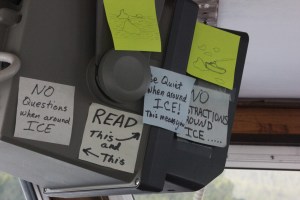 NO
Questions
when around
ICE
READ
This
and
This
Be Quiet
when around
ICE!
This means you
NO
DISTRACTIONS
AROUND
ICE.....